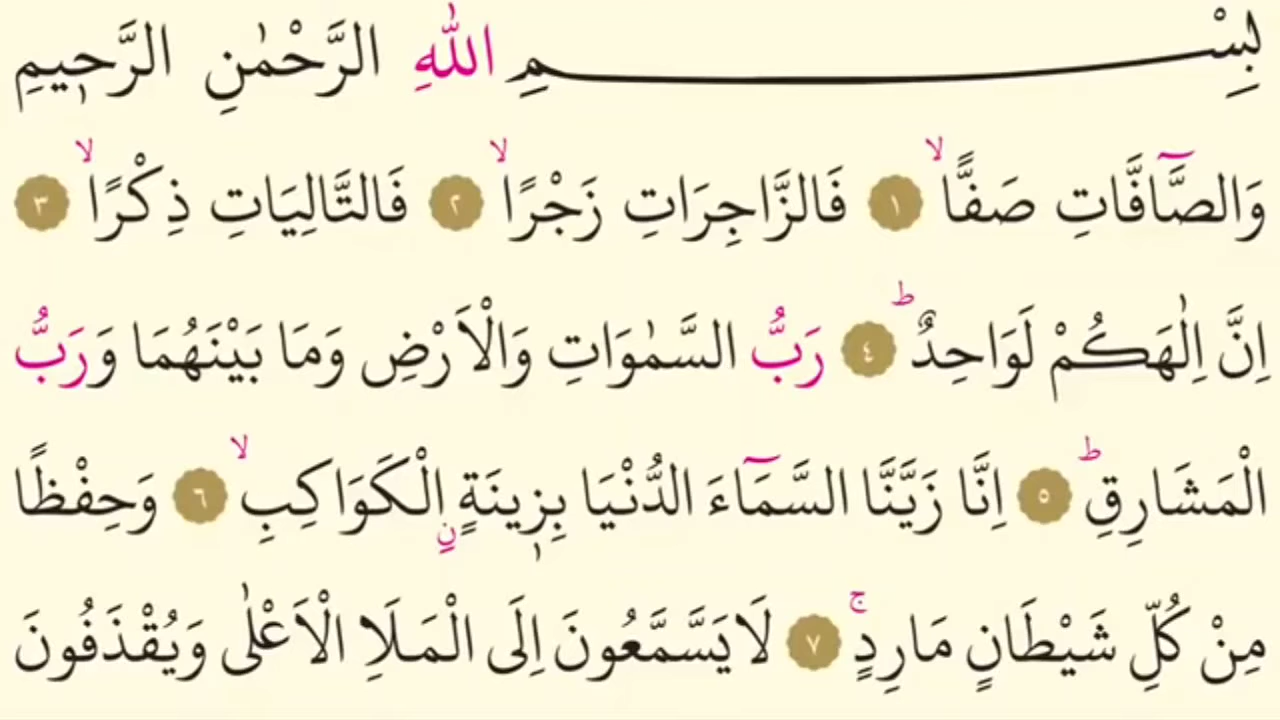 بِسْمِ اللّٰهِ الرَّحْمٰنِ الرَّحٖيمِ
وَالصَّٓافَّاتِ صَفًّاۙ ١ فَالزَّاجِرَاتِ زَجْرًاۙ ٢ فَالتَّالِيَاتِ ذِكْرًاۙ ٣
اِنَّ اِلٰهَكُمْ لَوَاحِدٌۜ ٤ رَبُّ السَّمٰوَاتِ وَالْاَرْضِ وَمَا بَيْنَهُمَا وَرَبُّ
الْمَشَارِقِۜ ٥ اِنَّا زَيَّنَّا السَّمَٓاءَ الدُّنْيَا بِزٖينَةٍۨ الْكَوَاكِبِۙ ٦ وَحِفْظًا
مِنْ كُلِّ شَيْطَانٍ مَارِدٍۚ ٧ لَا يَسَّمَّعُونَ اِلَى الْمَلَاِ الْاَعْلٰى وَيُقْذَفُونَ